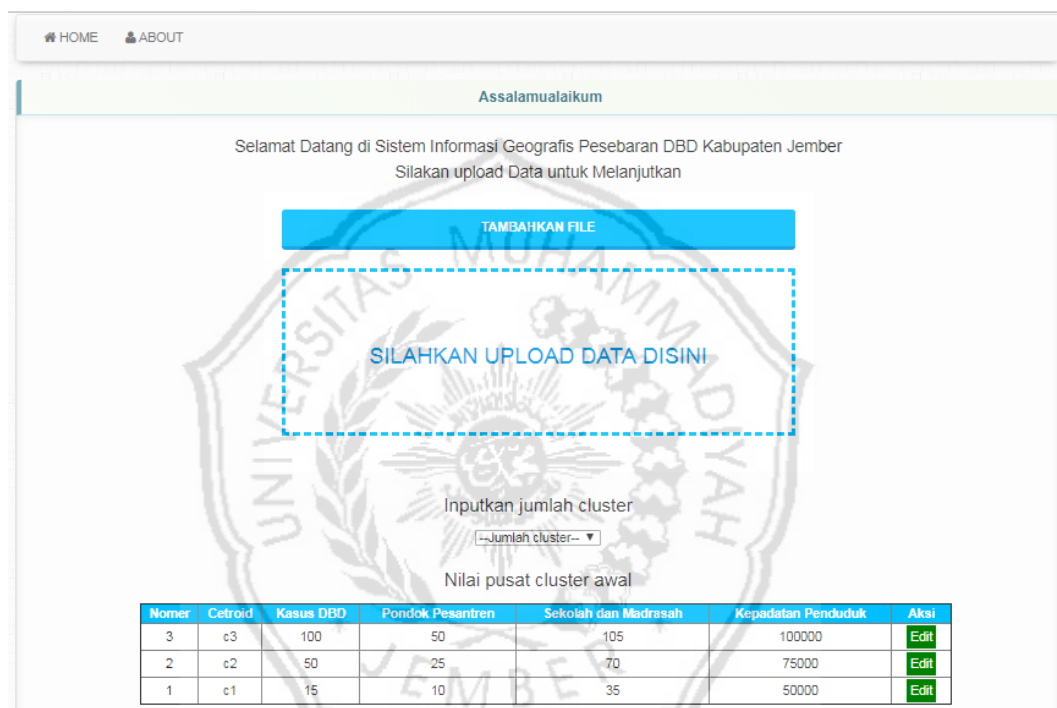 HOME ABOUT
Assalamualaikum
Selamat Datang di Sistem Informasi Geografis Pesebaran DBD Kabupaten Jember
Silakan upload Data untuk Melanjutkan
TAMBAHKAN FILE
SILAHKAN UPLOAD DATA DISINI
Inputkan jumlah cluster
--Jumlah cluster--
Nilai pusat cluster awal
Nomer Cetroid Kasus DBD Pondok Pesantren Sekolah dan Madrasah Kepadatan Penduduk Aksi
3 c3 100 50 105 100000 Edit
2 c2 50 25 70 75000 Edit
1 c1 15 10 35 50000 Edit
UNIVERSITAS MUHAMMADIYAH
JEMBER